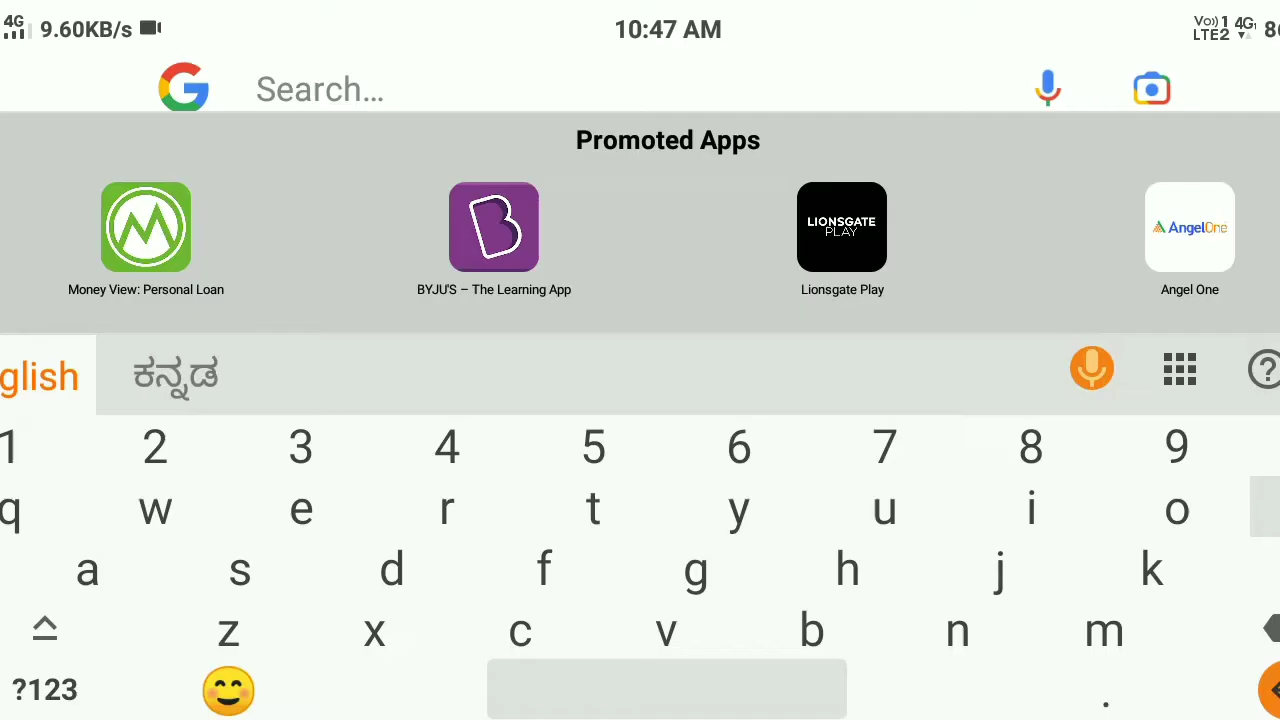 4G 9.60KB/s 10:47 AM Vo)) 1 4G
LTE2
G Search...
Promoted Apps
M B LIONSGATE
PLAY AngelOne
Money View: Personal Loan BYJU'S – The Learning App Lionsgate Play Angel One
glish ಕನ್ನಡ ?
1 2 3 4 5 6 7 8 9
q w e r t y u i o
a s d f g h j k
z x c v b n m
?123 .